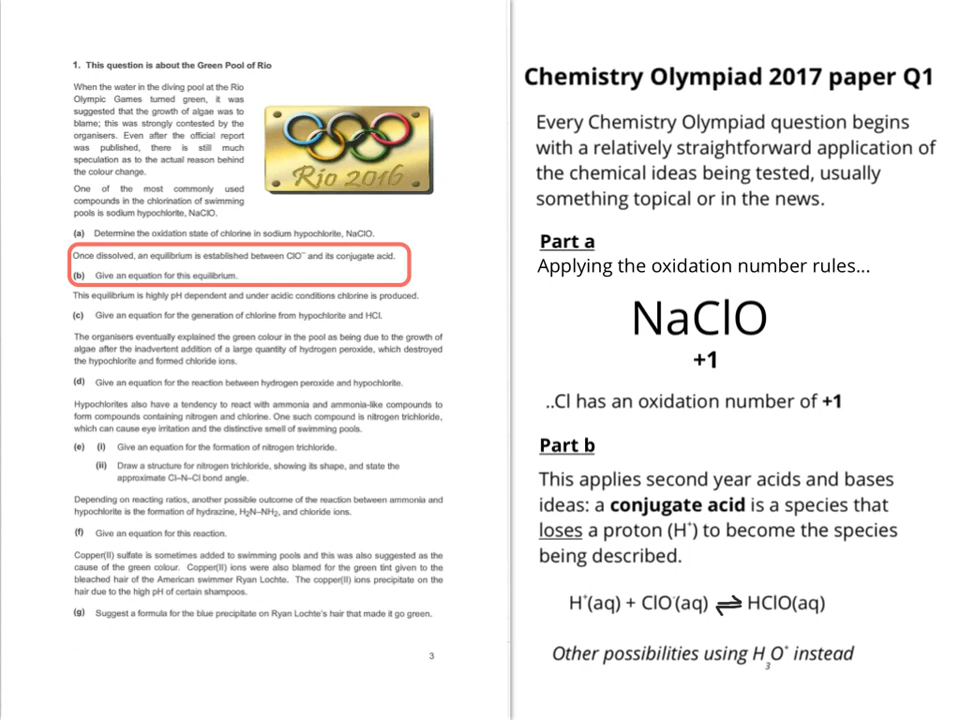 1. This question is about the Green Pool of Rio
When the water in the diving pool at the Rio
Olympic Games turned green, it was
suggested that the growth of algae was to
blame; this was strongly contested by the
organisers. Even after the official report
was published, there is still much
speculation as to the actual reason behind
the colour change.
Rio 2016
One of the most commonly used
compounds in the chlorination of swimming
pools is sodium hypochlorite, NaClO.
(a) Determine the oxidation state of chlorine in sodium hypochlorite, NaClO.
Once dissolved, an equilibrium is established between ClO⁻ and its conjugate acid.
(b) Give an equation for this equilibrium.
This equilibrium is highly pH dependent and under acidic conditions chlorine is produced.
(c) Give an equation for the generation of chlorine from hypochlorite and HCl.
The organisers eventually explained the green colour in the pool as being due to the growth of
algae after the inadvertent addition of a large quantity of hydrogen peroxide, which destroyed
the hypochlorite and formed chloride ions.
(d) Give an equation for the reaction between hydrogen peroxide and hypochlorite.
Hypochlorites also have a tendency to react with ammonia and ammonia-like compounds to
form compounds containing nitrogen and chlorine. One such compound is nitrogen trichloride,
which can cause eye irritation and the distinctive smell of swimming pools.
(e) (i) Give an equation for the formation of nitrogen trichloride.
(ii) Draw a structure for nitrogen trichloride, showing its shape, and state the
approximate Cl–N–Cl bond angle.
Depending on reacting ratios, another possible outcome of the reaction between ammonia and
hypochlorite is the formation of hydrazine, H₂N–NH₂, and chloride ions.
(f) Give an equation for this reaction.
Copper(II) sulfate is sometimes added to swimming pools and this was also suggested as the
cause of the green colour. Copper(II) ions were also blamed for the green tint given to the
bleached hair of the American swimmer Ryan Lochte. The copper(II) ions precipitate on the
hair due to the high pH of certain shampoos.
(g) Suggest a formula for the blue precipitate on Ryan Lochte's hair that made it go green.
3
Chemistry Olympiad 2017 paper Q1
Every Chemistry Olympiad question begins
with a relatively straightforward application of
the chemical ideas being tested, usually
something topical or in the news.
Part a
Applying the oxidation number rules...
NaClO
+1
..Cl has an oxidation number of +1
Part b
This applies second year acids and bases
ideas: a conjugate acid is a species that
loses a proton (H⁺) to become the species
being described.
H⁺(aq) + ClO⁻(aq) ⇌ HClO(aq)
Other possibilities using H₃O⁺ instead